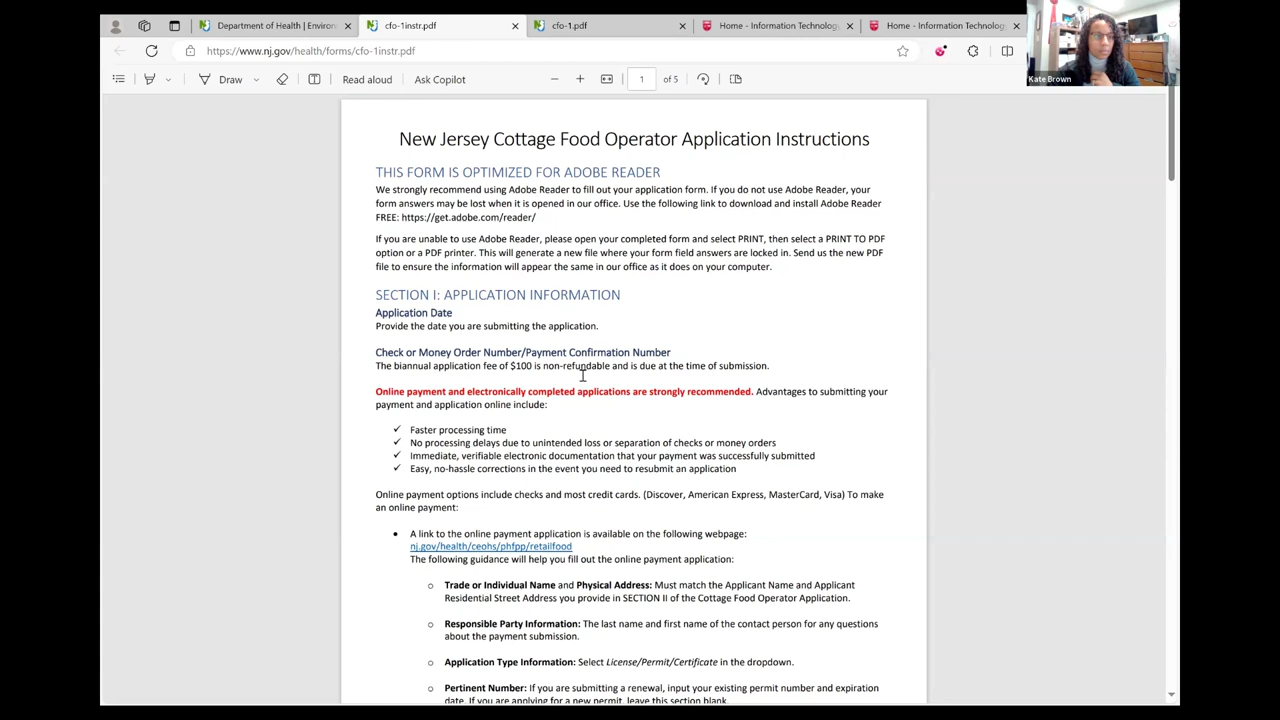 Department of Health | Environ
cfo-1instr.pdf
cfo-1.pdf
Home - Information Technology
Home - Information Technology
https://www.nj.gov/health/forms/cfo-1instr.pdf
Draw
Read aloud
Ask Copilot
1
of 5
Kate Brown
New Jersey Cottage Food Operator Application Instructions
THIS FORM IS OPTIMIZED FOR ADOBE READER
We strongly recommend using Adobe Reader to fill out your application form. If you do not use Adobe Reader, your
form answers may be lost when it is opened in our office. Use the following link to download and install Adobe Reader
FREE: https://get.adobe.com/reader/
If you are unable to use Adobe Reader, please open your completed form and select PRINT, then select a PRINT TO PDF
option or a PDF printer. This will generate a new file where your form field answers are locked in. Send us the new PDF
file to ensure the information will appear the same in our office as it does on your computer.
SECTION I: APPLICATION INFORMATION
Application Date
Provide the date you are submitting the application.
Check or Money Order Number/Payment Confirmation Number
The biannual application fee of $100 is non-refundable and is due at the time of submission.
Online payment and electronically completed applications are strongly recommended. Advantages to submitting your
payment and application online include:
✓ Faster processing time
✓ No processing delays due to unintended loss or separation of checks or money orders
✓ Immediate, verifiable electronic documentation that your payment was successfully submitted
✓ Easy, no-hassle corrections in the event you need to resubmit an application
Online payment options include checks and most credit cards. (Discover, American Express, MasterCard, Visa) To make
an online payment:
• A link to the online payment application is available on the following webpage:
nj.gov/health/ceohs/phfpp/retailfood
The following guidance will help you fill out the online payment application:
o Trade or Individual Name and Physical Address: Must match the Applicant Name and Applicant
Residential Street Address you provide in SECTION II of the Cottage Food Operator Application.
o Responsible Party Information: The last name and first name of the contact person for any questions
about the payment submission.
o Application Type Information: Select License/Permit/Certificate in the dropdown.
o Pertinent Number: If you are submitting a renewal, input your existing permit number and expiration
date. If you are applying for a new permit, leave this section blank.